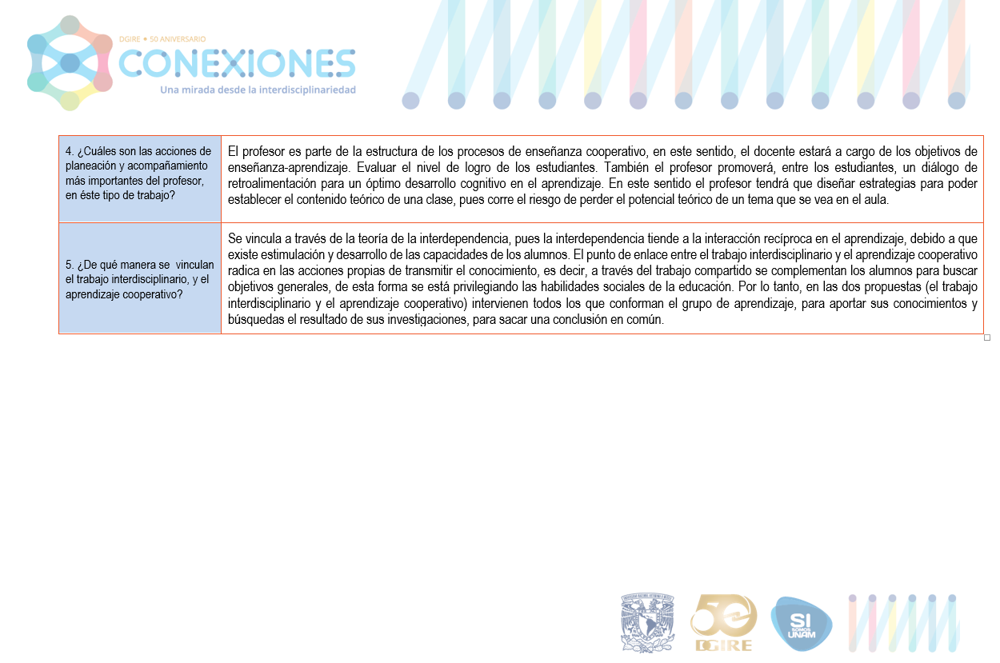 DGIRE • 50 ANIVERSARIO
CONEXIONES
Una mirada desde la interdisciplinariedad
4. ¿Cuáles son las acciones de
planeación y acompañamiento
más importantes del profesor,
en éste tipo de trabajo?
El profesor es parte de la estructura de los procesos de enseñanza cooperativo, en este sentido, el docente estará a cargo de los objetivos de
enseñanza-aprendizaje. Evaluar el nivel de logro de los estudiantes. También el profesor promoverá, entre los estudiantes, un diálogo de
retroalimentación para un óptimo desarrollo cognitivo en el aprendizaje. En este sentido el profesor tendrá que diseñar estrategias para poder
establecer el contenido teórico de una clase, pues corre el riesgo de perder el potencial teórico de un tema que se vea en el aula.
5. ¿De qué manera se  vinculan
el trabajo interdisciplinario, y el
aprendizaje cooperativo?
Se vincula a través de la teoría de la interdependencia, pues la interdependencia tiende a la interacción recíproca en el aprendizaje, debido a que
existe estimulación y desarrollo de las capacidades de los alumnos. El punto de enlace entre el trabajo interdisciplinario y el aprendizaje cooperativo
radica en las acciones propias de transmitir el conocimiento, es decir, a través del trabajo compartido se complementan los alumnos para buscar
objetivos generales, de esta forma se está privilegiando las habilidades sociales de la educación. Por lo tanto, en las dos propuestas (el trabajo
interdisciplinario y el aprendizaje cooperativo) intervienen todos los que conforman el grupo de aprendizaje, para aportar sus conocimientos y
búsquedas el resultado de sus investigaciones, para sacar una conclusión en común.
50
DGIRE
SI
SOMOS
UNAM